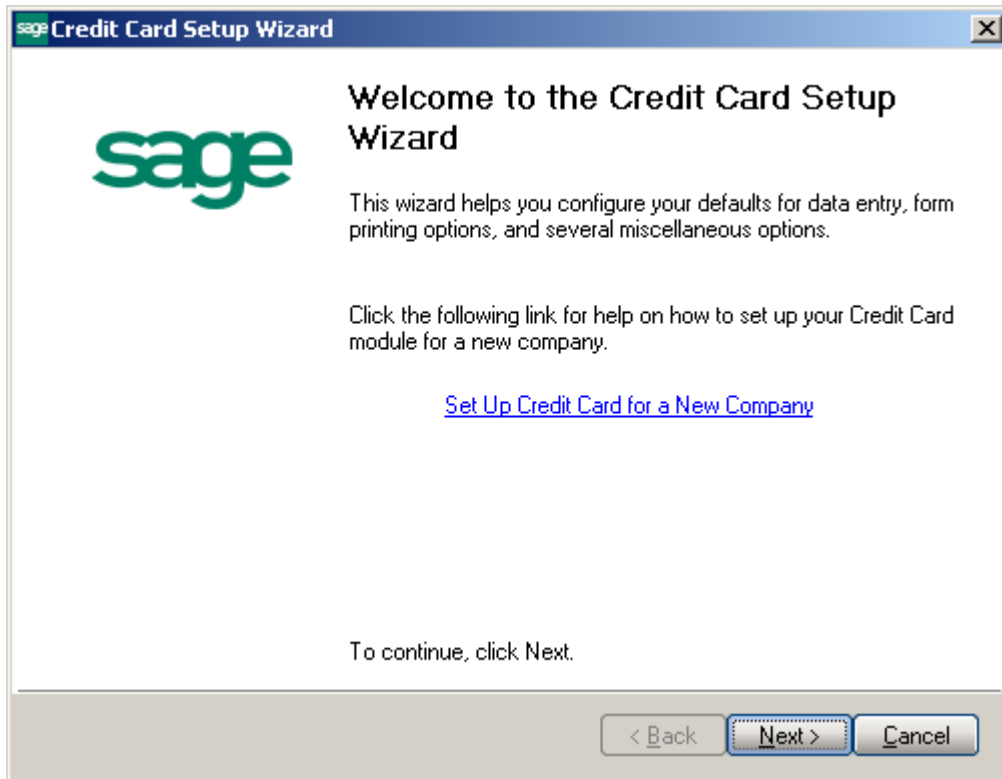 sage Credit Card Setup Wizard
sage
Welcome to the Credit Card Setup
Wizard
This wizard helps you configure your defaults for data entry, form
printing options, and several miscellaneous options.
Click the following link for help on how to set up your Credit Card
module for a new company.
Set Up Credit Card for a New Company
To continue, click Next.
< Back Next > Cancel